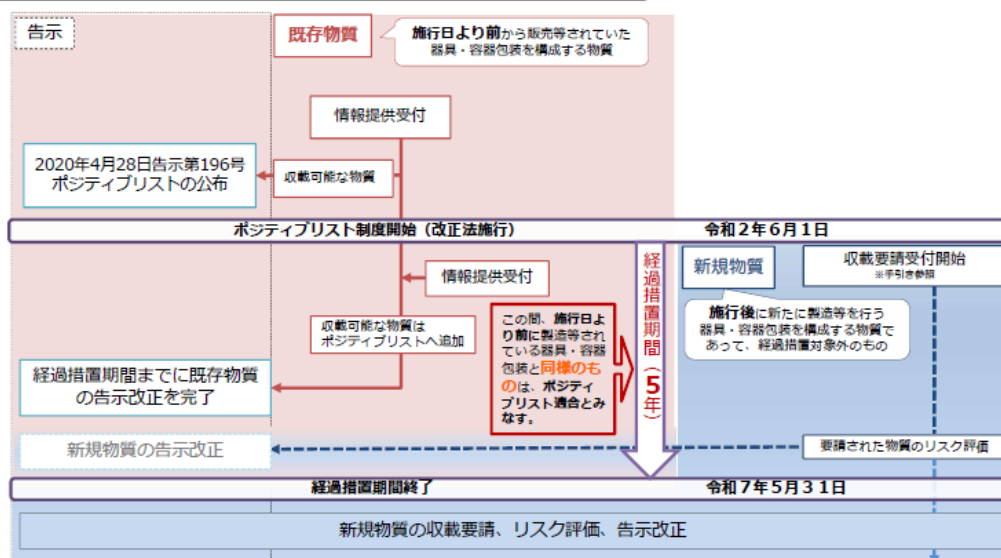 告示
既存物質
施行日より前から販売等されていた
器具・容器包装を構成する物質
情報提供受付
2020年4月28日告示第196号
ポジティブリストの公布
収載可能な物質
ポジティブリスト制度開始（改正法施行）
令和２年６月１日
経過措置期間（５年）
新規物質
収載要請受付開始
※手引き参照
情報提供受付
施行後に新たに製造等を行う
器具・容器包装を構成する物質で
あって、経過措置対象外のもの
収載可能な物質は
ポジティブリストへ追加
この間、施行日よ
り前に製造等され
ている器具・容器
包装と同様のも
のは、ポジティ
ブリスト適合とみ
なす。
経過措置期間までに既存物質
の告示改正を完了
新規物質の告示改正
要請された物質のリスク評価
経過措置期間終了
令和７年５月３１日
新規物質の収載要請、リスク評価、告示改正